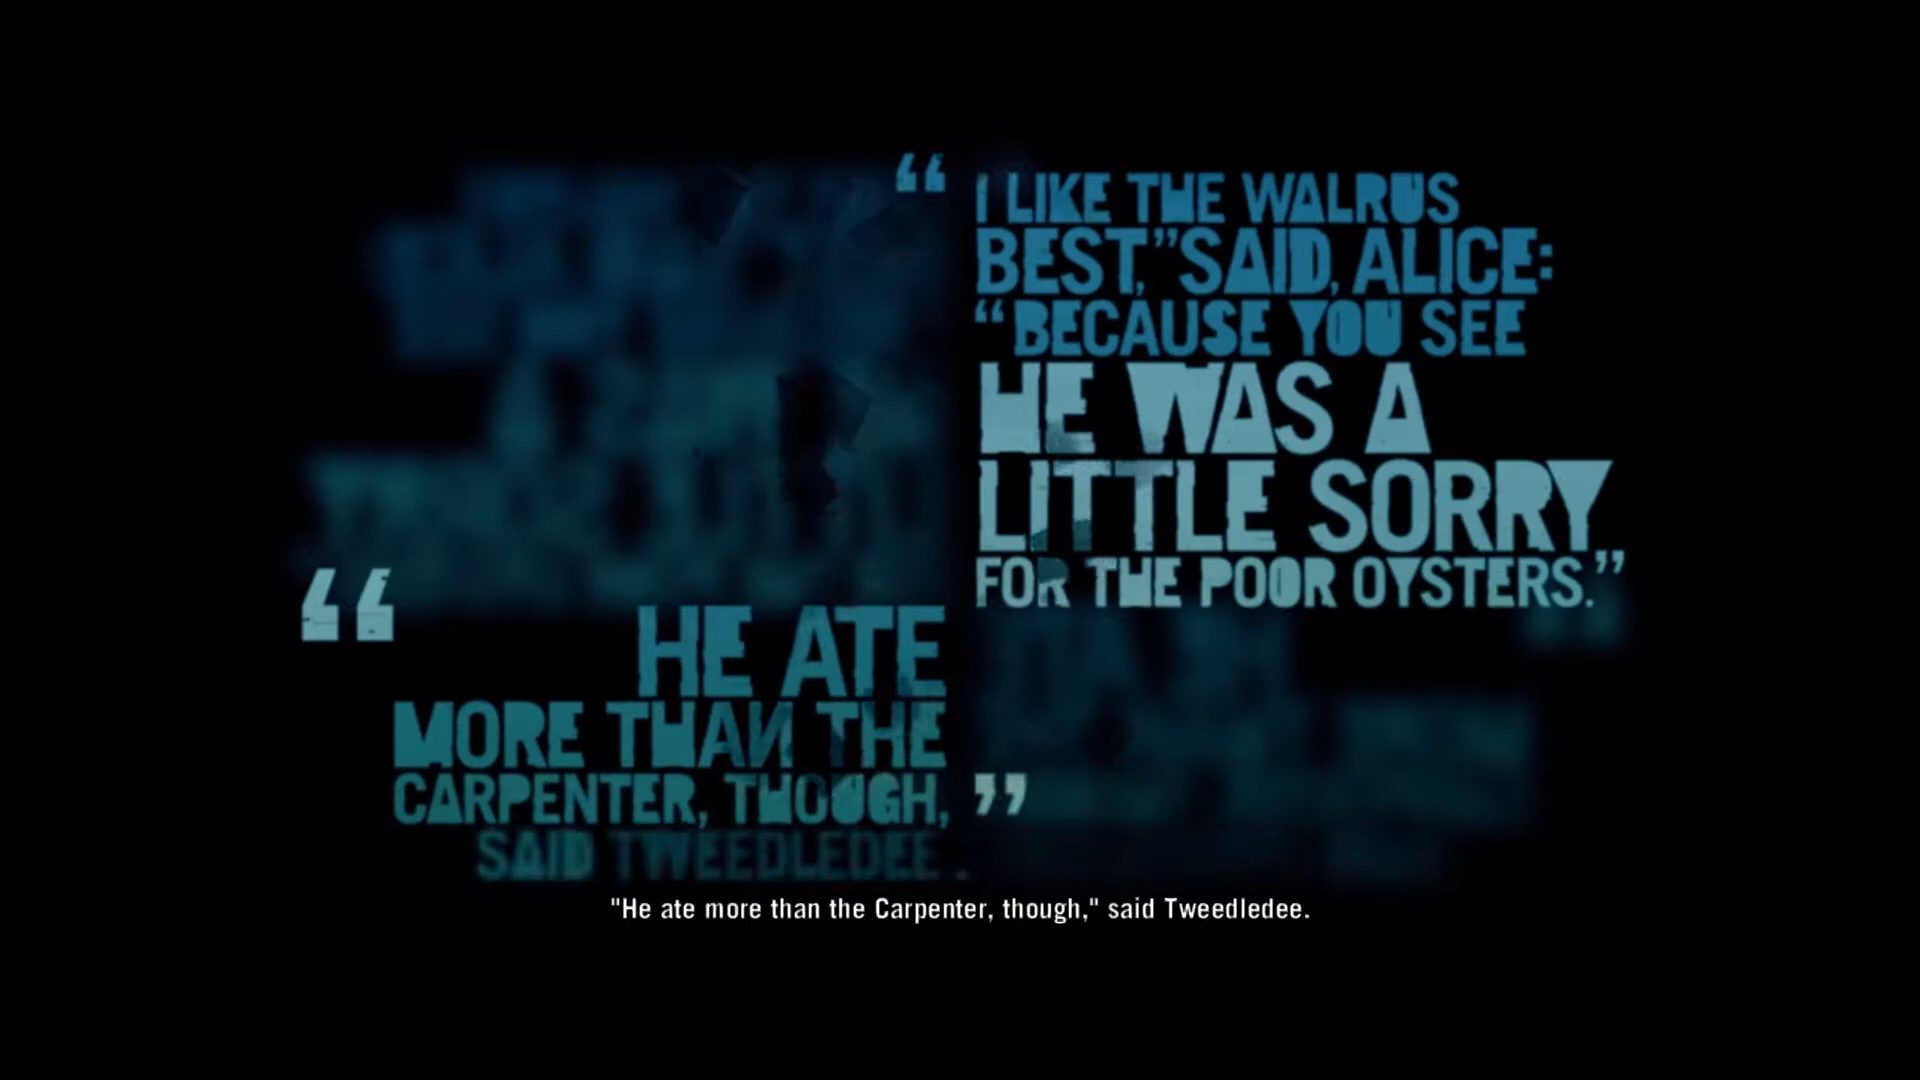 “ I LIKE THE WALRUS
BEST,” SAID, ALICE:
“BECAUSE YOU SEE
HE WAS A
LITTLE SORRY
FOR THE POOR OYSTERS.”
“ HE ATE
MORE THAN THE
CARPENTER, THOUGH, ”
SAID TWEEDLEDEE.
"He ate more than the Carpenter, though," said Tweedledee.